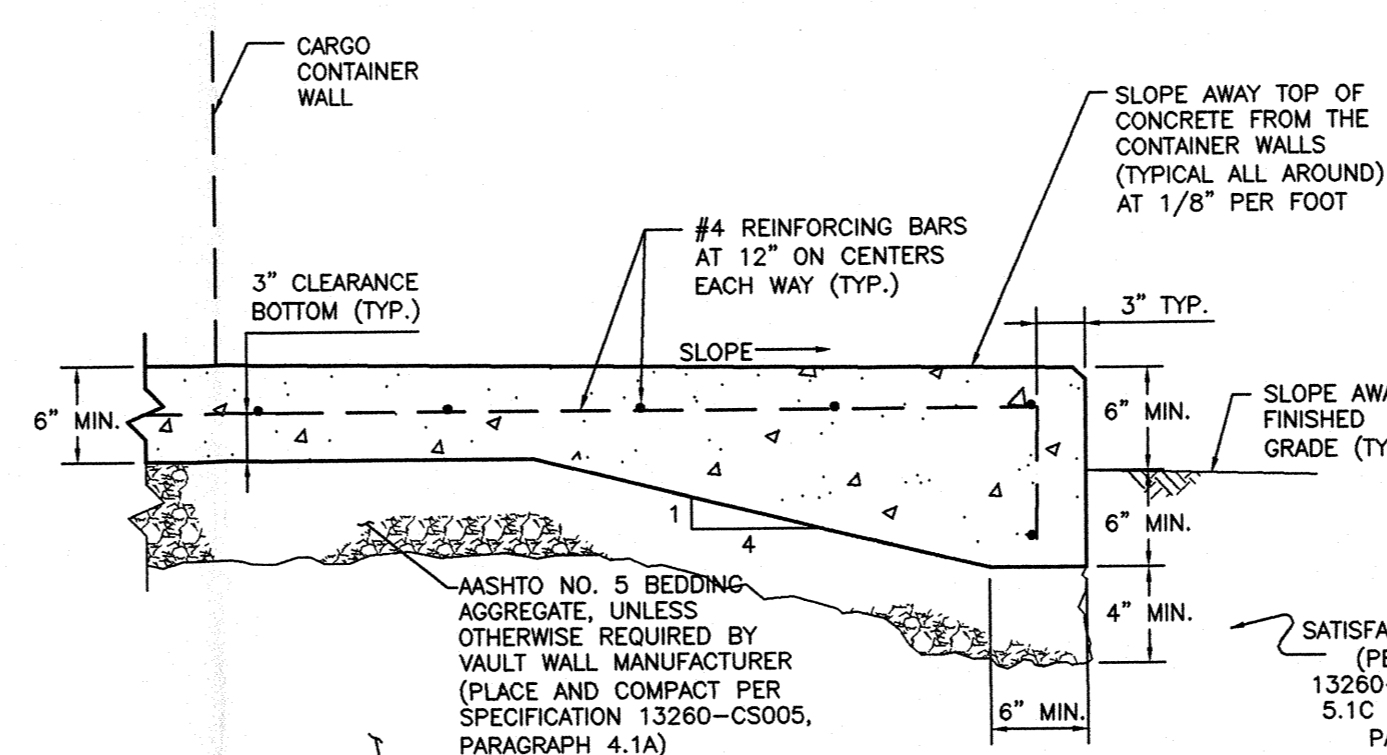 CARGO
CONTAINER
WALL
SLOPE AWAY TOP OF
CONCRETE FROM THE
CONTAINER WALLS
(TYPICAL ALL AROUND)
AT 1/8" PER FOOT
#4 REINFORCING BARS
AT 12" ON CENTERS
EACH WAY (TYP.)
3" CLEARANCE
BOTTOM (TYP.)
3" TYP.
SLOPE
6" MIN.
6" MIN.
SLOPE
FINISHED
GRADE
1
4
6" MIN.
AASHTO NO. 5 BEDDING
AGGREGATE, UNLESS
OTHERWISE REQUIRED BY
VAULT WALL MANUFACTURER
(PLACE AND COMPACT PER
SPECIFICATION 13260-CS005,
PARAGRAPH 4.1A)
4" MIN.
6" MIN.
13260-
5.1C